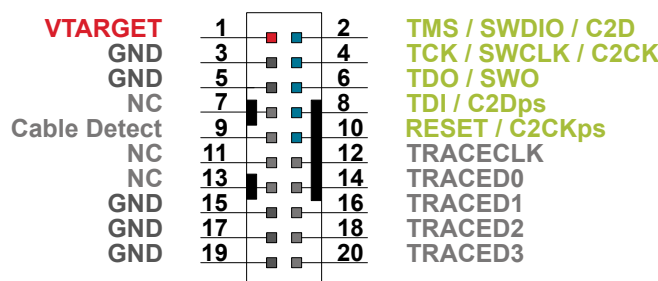 VTARGET 1 2 TMS / SWDIO / C2D
GND 3 4 TCK / SWCLK / C2CK
GND 5 6 TDO / SWO
NC 7 8 TDI / C2Dps
Cable Detect 9 10 RESET / C2CKps
NC 11 12 TRACECLK
NC 13 14 TRACED0
GND 15 16 TRACED1
GND 17 18 TRACED2
GND 19 20 TRACED3